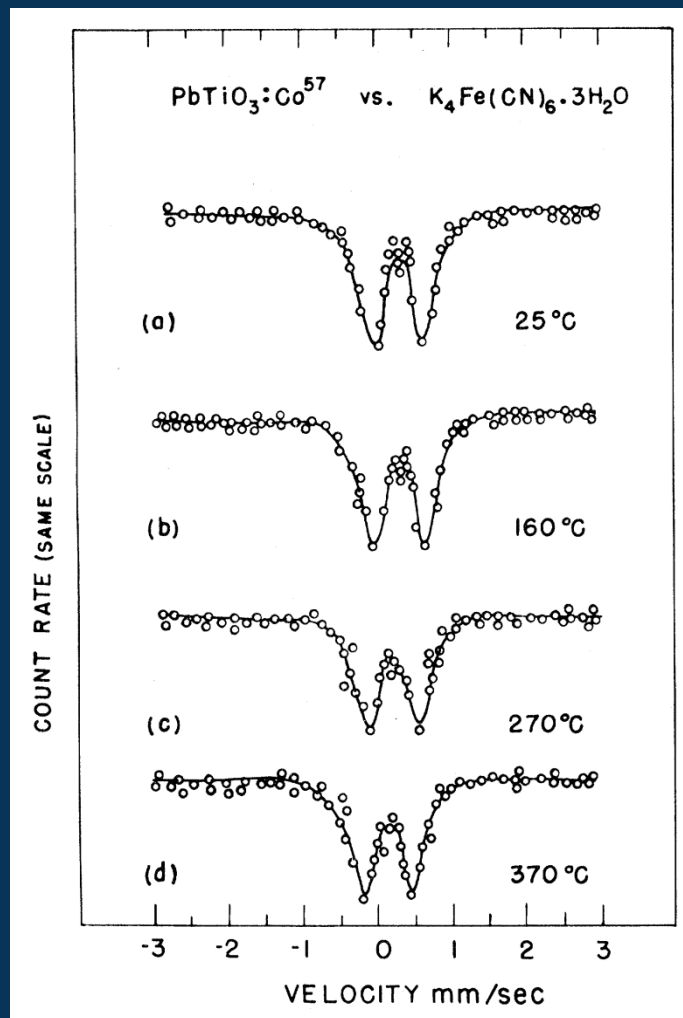 PbTiO₃:Co⁵⁷ vs. K₄Fe(CN)₆.3H₂O
(a) 25°C
(b) 160°C
(c) 270°C
(d) 370°C
COUNT RATE (SAME SCALE)
-3 -2 -1 0 1 2 3
VELOCITY mm/sec